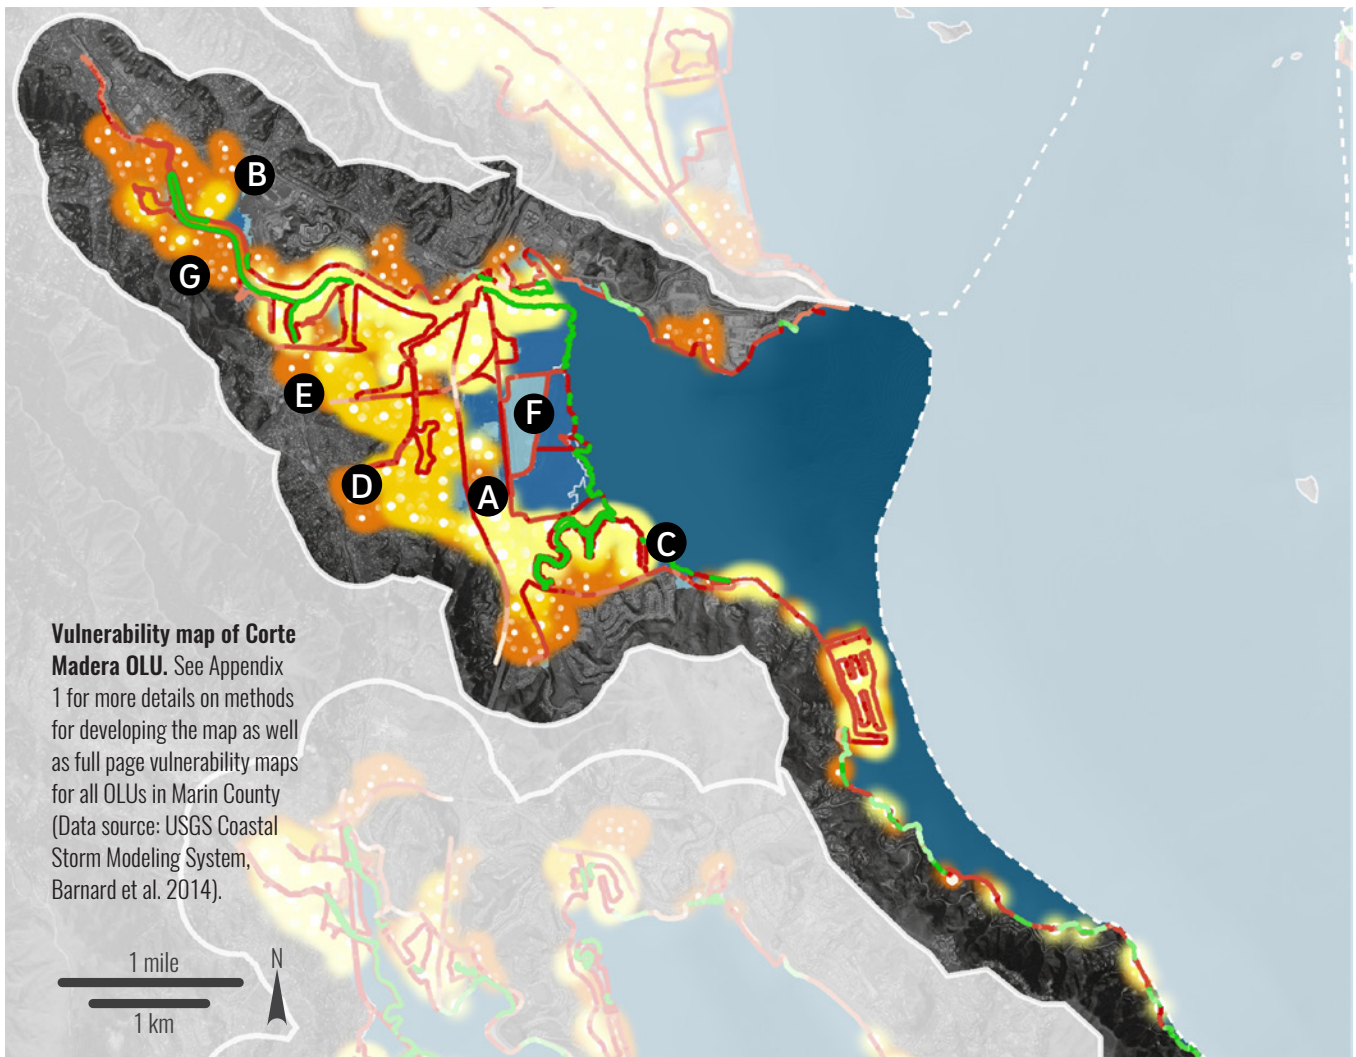 B
G
E
F
D
A
C
Vulnerability map of Corte
Madera OLU. See Appendix
1 for more details on methods
for developing the map as well
as full page vulnerability maps
for all OLUs in Marin County
(Data source: USGS Coastal
Storm Modeling System,
Barnard et al. 2014).
1 mile
1 km
N